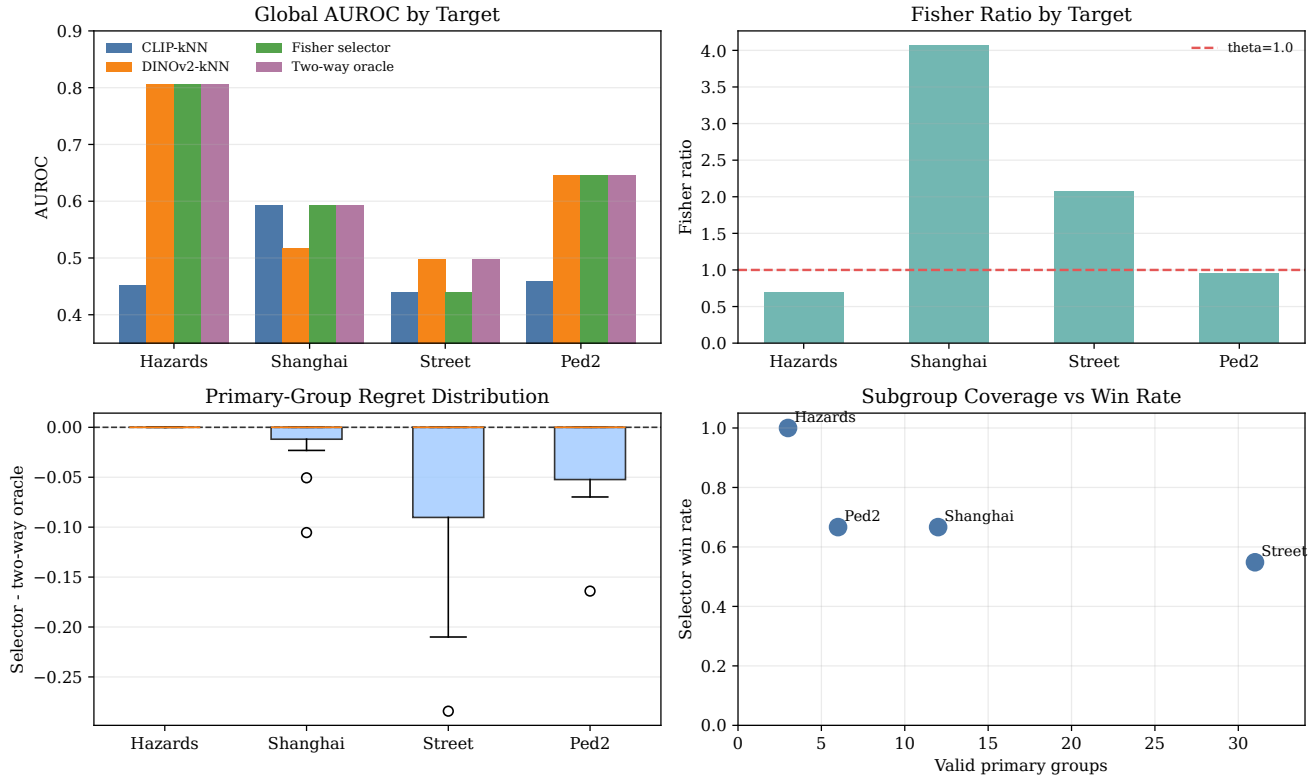 Global AUROC by Target
CLIP-kNN
DINOv2-kNN
Fisher selector
Two-way oracle
AUROC
0.9
0.8
0.7
0.6
0.5
0.4
Hazards
Shanghai
Street
Ped2
Fisher Ratio by Target
theta=1.0
Fisher ratio
4.0
3.5
3.0
2.5
2.0
1.5
1.0
0.5
0.0
Hazards
Shanghai
Street
Ped2
Primary-Group Regret Distribution
Selector - two-way oracle
0.00
−0.05
−0.10
−0.15
−0.20
−0.25
Hazards
Shanghai
Street
Ped2
Subgroup Coverage vs Win Rate
Selector win rate
1.0
0.8
0.6
0.4
0.2
0.0
Hazards
Ped2
Shanghai
Street
0
5
10
15
20
25
30
Valid primary groups